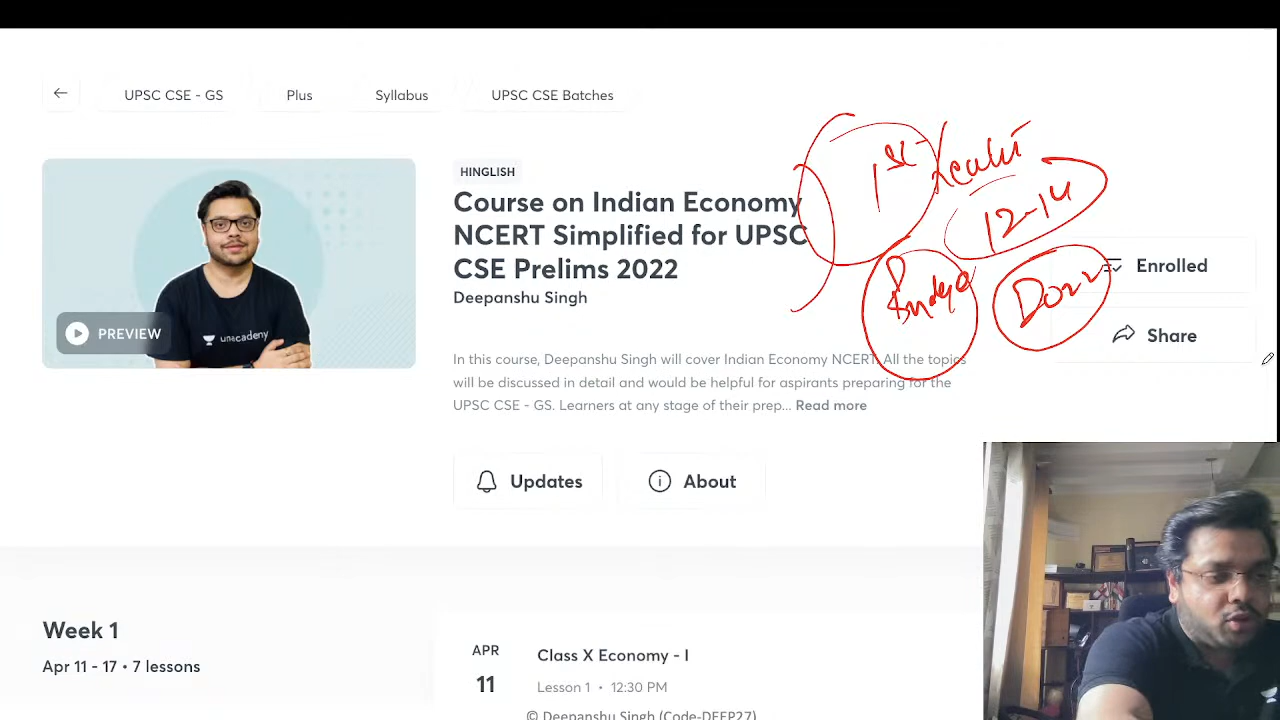 UPSC CSE - GS
Plus
Syllabus
UPSC CSE Batches
HINGLISH
Course on Indian Economy
NCERT Simplified for UPSC
CSE Prelims 2022
Deepanshu Singh
PREVIEW
unacademy
In this course, Deepanshu Singh will cover Indian Economy NCERT. All the topics
will be discussed in detail and would be helpful for aspirants preparing for the
UPSC CSE - GS. Learners at any stage of their prep... Read more
1st
12-14
Enrolled
Share
Updates
About
Week 1
Apr 11 - 17 • 7 lessons
APR
11
Class X Economy - I
Lesson 1 • 12:30 PM
© Deepanshu Singh (Code-DEEP27)